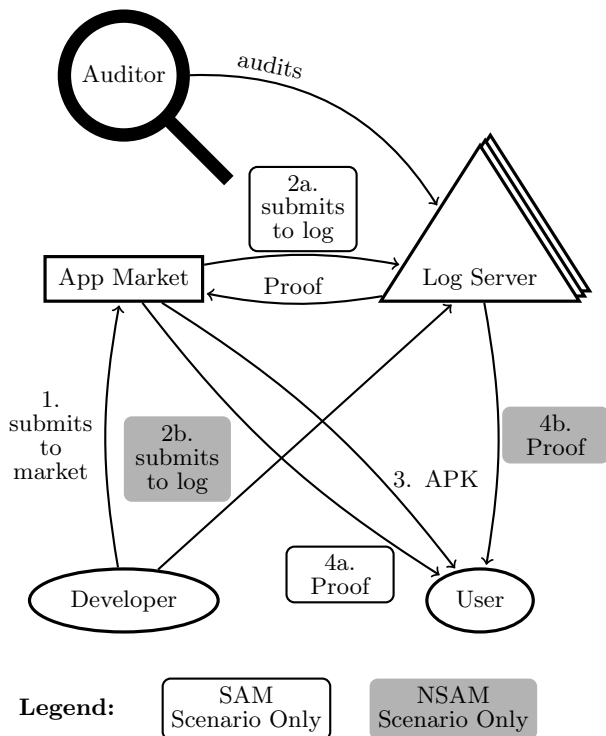 Auditor
audits
2a.
submits
to log
App Market
Proof
Log Server
1.
submits
to
market
2b.
submits
to log
4b.
Proof
3. APK
4a.
Proof
Developer
User
Legend:
SAM
Scenario Only
NSAM
Scenario Only